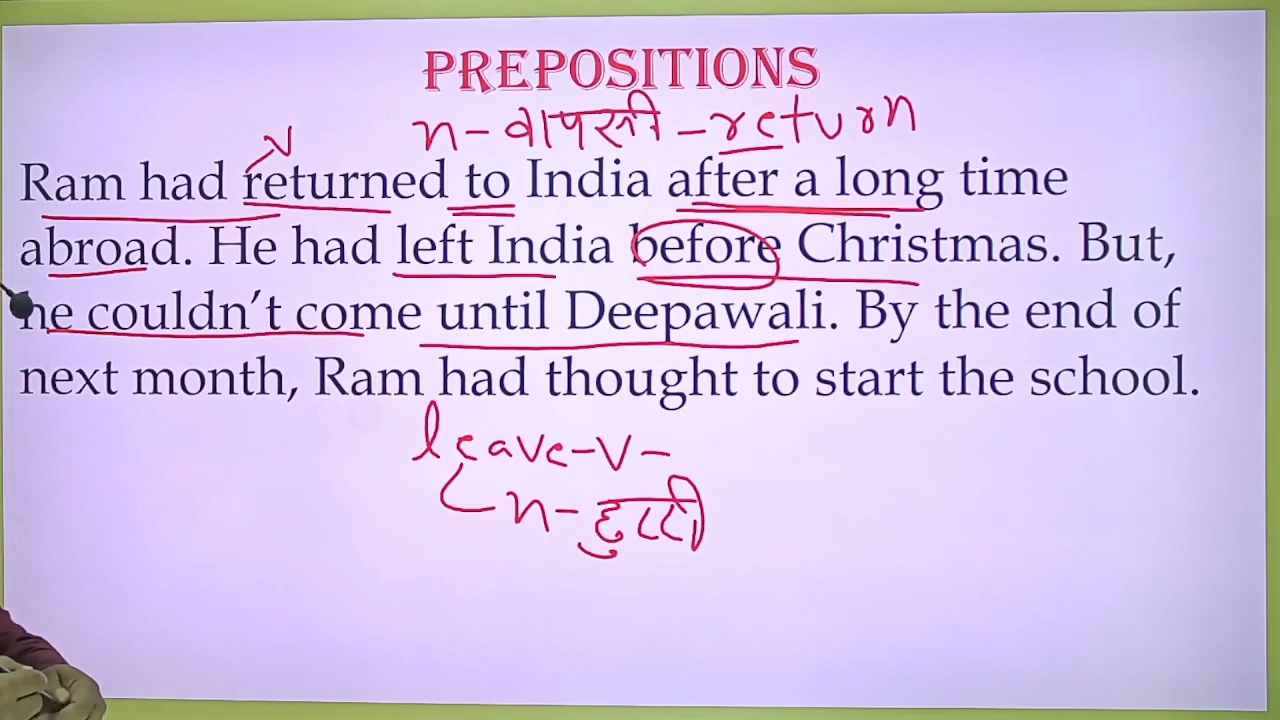 PREPOSITIONS
n - वापसी - return
v
Ram had returned to India after a long time
abroad. He had left India before Christmas. But,
he couldn't come until Deepawali. By the end of
next month, Ram had thought to start the school.
leave - v -
n - छुट्टी